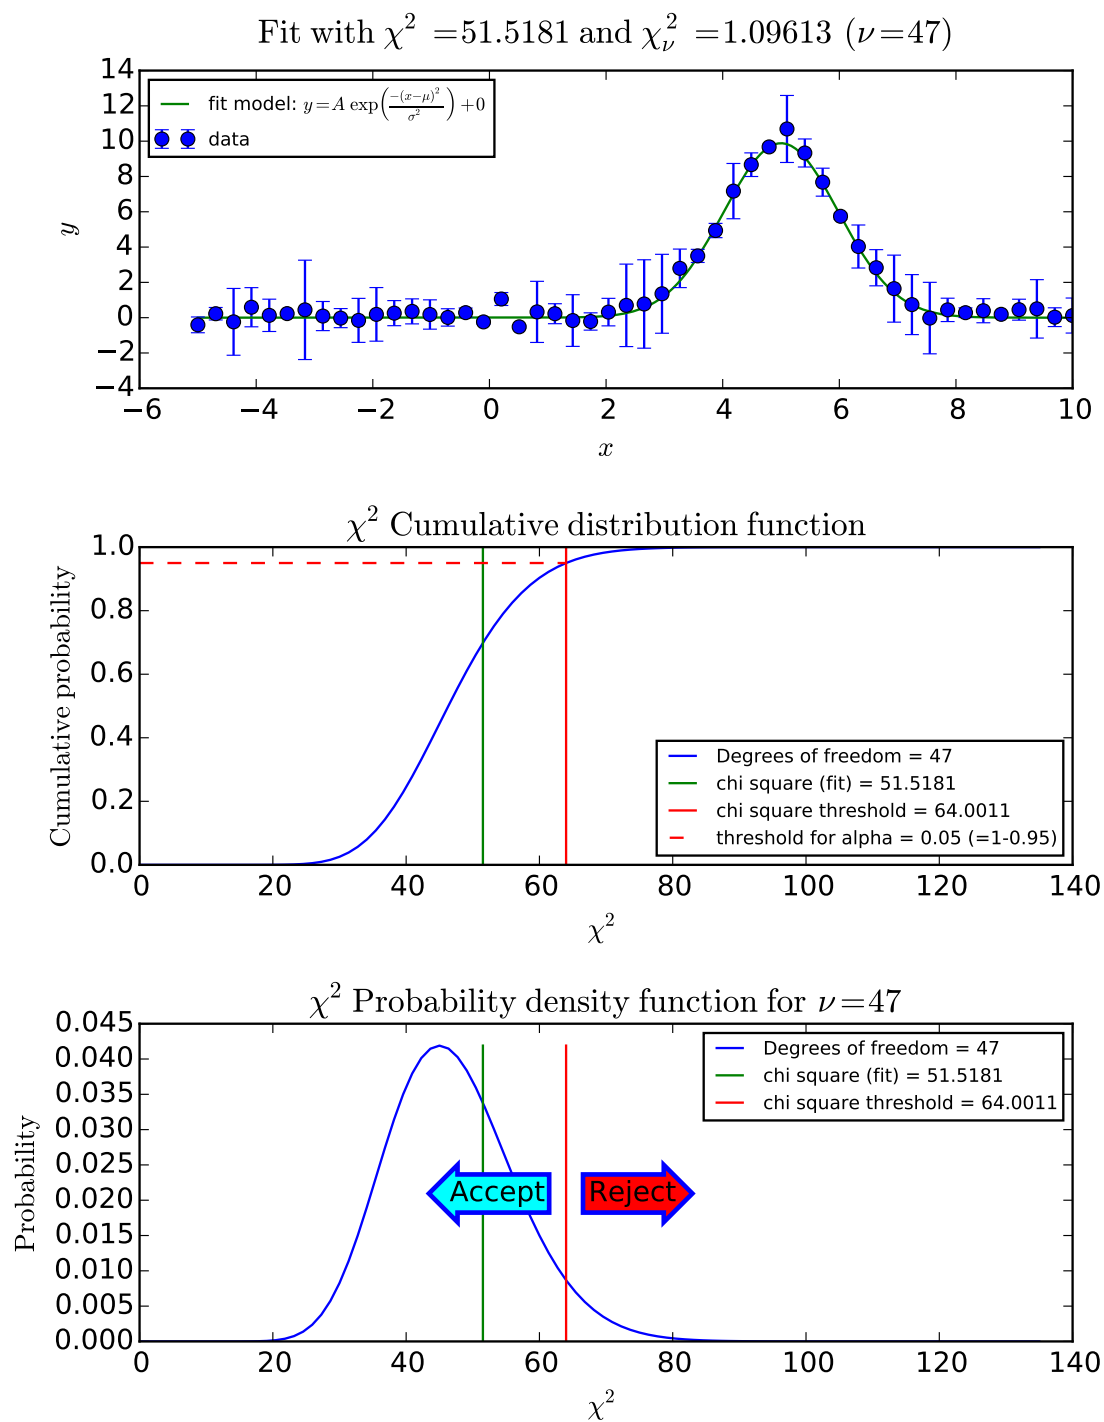 Fit with χ² =51.5181 and χ²_ν =1.09613 (ν=47)
14
12
10
8
6
4
2
0
−2
−4
fit model: y=A exp(−(x−μ)²/σ²)+0
data
y
−6 −4 −2 0 2 4 6 8 10
x
χ² Cumulative distribution function
1.0
0.8
0.6
0.4
0.2
0.0
Cumulative probability
Degrees of freedom = 47
chi square (fit) = 51.5181
chi square threshold = 64.0011
threshold for alpha = 0.05 (=1-0.95)
0 20 40 60 80 100 120 140
χ²
χ² Probability density function for ν=47
0.045
0.040
0.035
0.030
0.025
0.020
0.015
0.010
0.005
0.000
Probability
Degrees of freedom = 47
chi square (fit) = 51.5181
chi square threshold = 64.0011
Accept
Reject
0 20 40 60 80 100 120 140
χ²